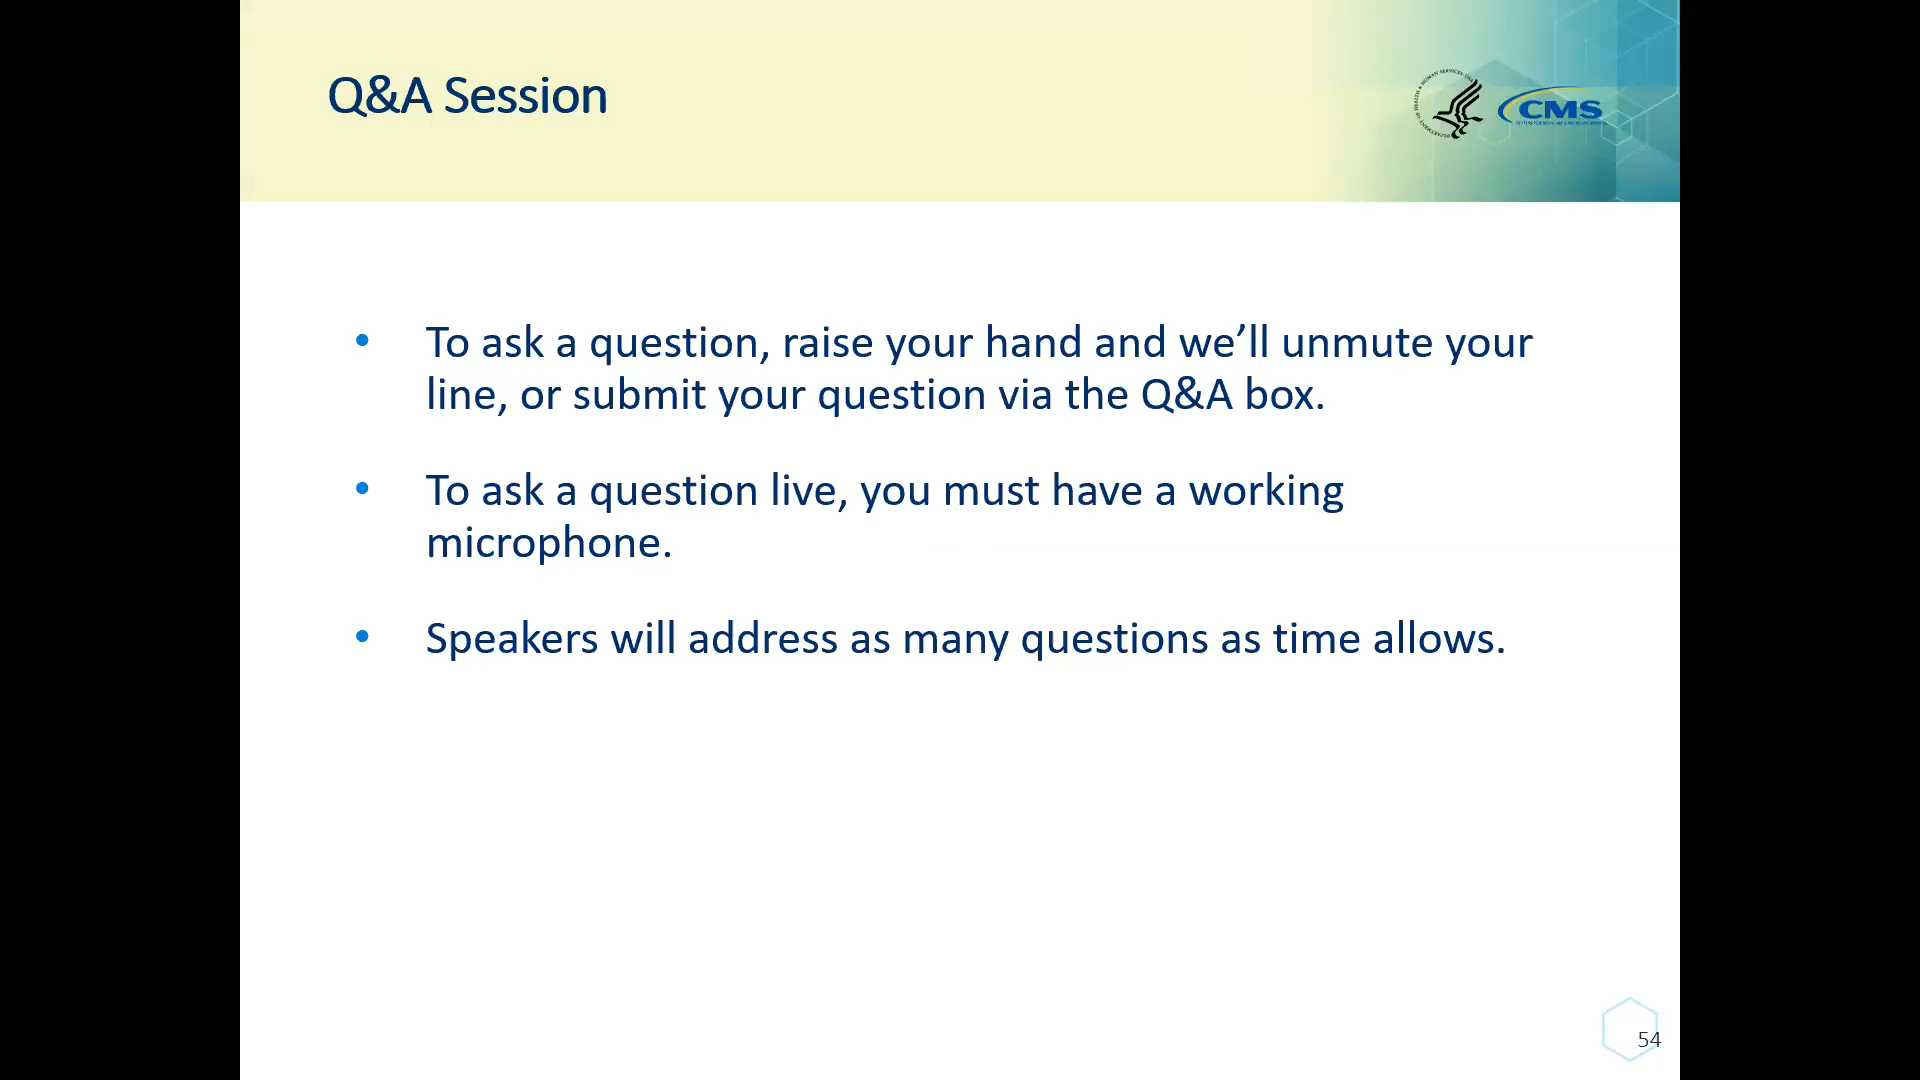 Q&A Session
CMS
• To ask a question, raise your hand and we’ll unmute your
line, or submit your question via the Q&A box.
• To ask a question live, you must have a working
microphone.
• Speakers will address as many questions as time allows.
54